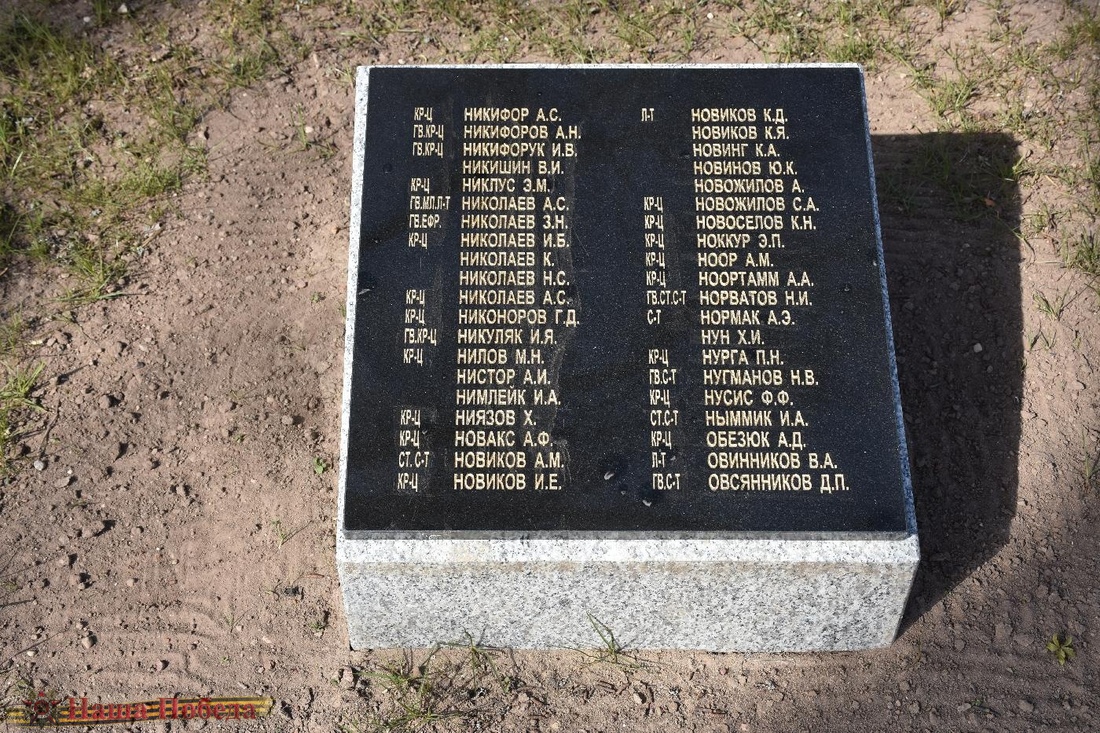 КР-Ц НИКИФОР А.С.
ГВ.КР-Ц НИКИФОРОВ А.Н.
ГВ.КР-Ц НИКИФОРУК И.В.
НИКИШИН В.И.
КР-Ц НИКЛУС Э.М.
ГВ.МЛ.Л-Т НИКОЛАЕВ А.С.
ГВ.ЕФР. НИКОЛАЕВ З.Н.
КР-Ц НИКОЛАЕВ И.Б.
НИКОЛАЕВ К.
НИКОЛАЕВ Н.С.
КР-Ц НИКОЛАЕВ А.С.
КР-Ц НИКОНОРОВ Г.Д.
ГВ.КР-Ц НИКУЛЯК И.Я.
КР-Ц НИЛОВ М.Н.
НИСТОР А.И.
НИМЛЕЙК И.А.
КР-Ц НИЯЗОВ Х.
КР-Ц НОВАКС А.Ф.
СТ. С-Т НОВИКОВ А.М.
КР-Ц НОВИКОВ И.Е.
Л-Т НОВИКОВ К.Д.
НОВИКОВ К.Я.
НОВИНГ К.А.
НОВИНОВ Ю.К.
НОВОЖИЛОВ А.
КР-Ц НОВОЖИЛОВ С.А.
КР-Ц НОВОСЕЛОВ К.Н.
КР-Ц НОККУР Э.П.
КР-Ц НООР А.М.
КР-Ц НООРТАММ А.А.
ГВ.СТ.С-Т НОРВАТОВ Н.И.
С-Т НОРМАК А.Э.
НУН Х.И.
КР-Ц НУРГА П.Н.
ГВ.С-Т НУГМАНОВ Н.В.
КР-Ц НУСИС Ф.Ф.
СТ.С-Т НЫММИК И.А.
КР-Ц ОБЕЗЮК А.Д.
Л-Т ОВИННИКОВ В.А.
ГВ.С-Т ОВСЯННИКОВ Д.П.
Наша Победа